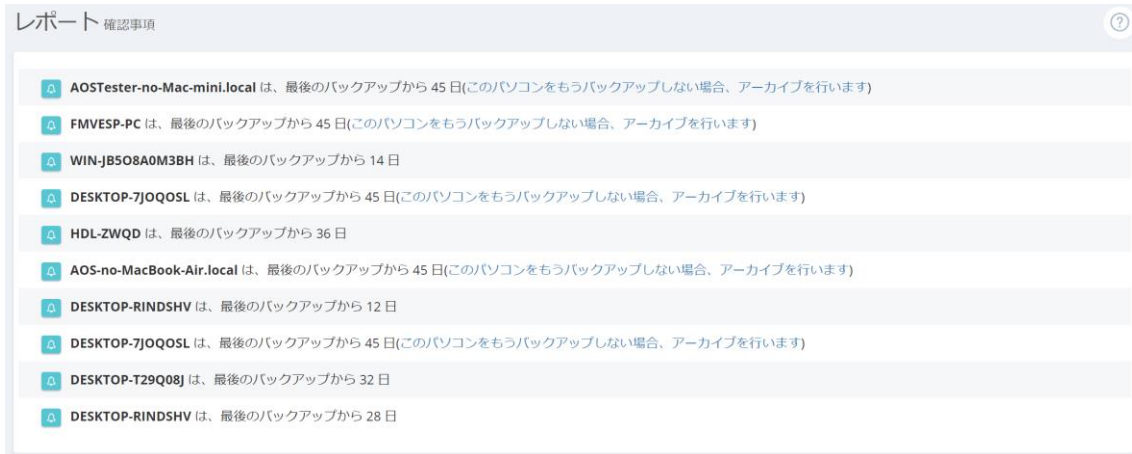 レポート 確認事項
AOSTester-no-Mac-mini.local は、最後のバックアップから 45 日(このパソコンをもうバックアップしない場合、アーカイブを行います)
FMVESP-PC は、最後のバックアップから 45 日(このパソコンをもうバックアップしない場合、アーカイブを行います)
WIN-JB5O8A0M3BH は、最後のバックアップから 14 日
DESKTOP-7JOQOSL は、最後のバックアップから 45 日(このパソコンをもうバックアップしない場合、アーカイブを行います)
HDL-ZWQD は、最後のバックアップから 36 日
AOS-no-MacBook-Air.local は、最後のバックアップから 45 日(このパソコンをもうバックアップしない場合、アーカイブを行います)
DESKTOP-RINDSHV は、最後のバックアップから 12 日
DESKTOP-7JOQOSL は、最後のバックアップから 45 日(このパソコンをもうバックアップしない場合、アーカイブを行います)
DESKTOP-T29Q08J は、最後のバックアップから 32 日
DESKTOP-RINDSHV は、最後のバックアップから 28 日